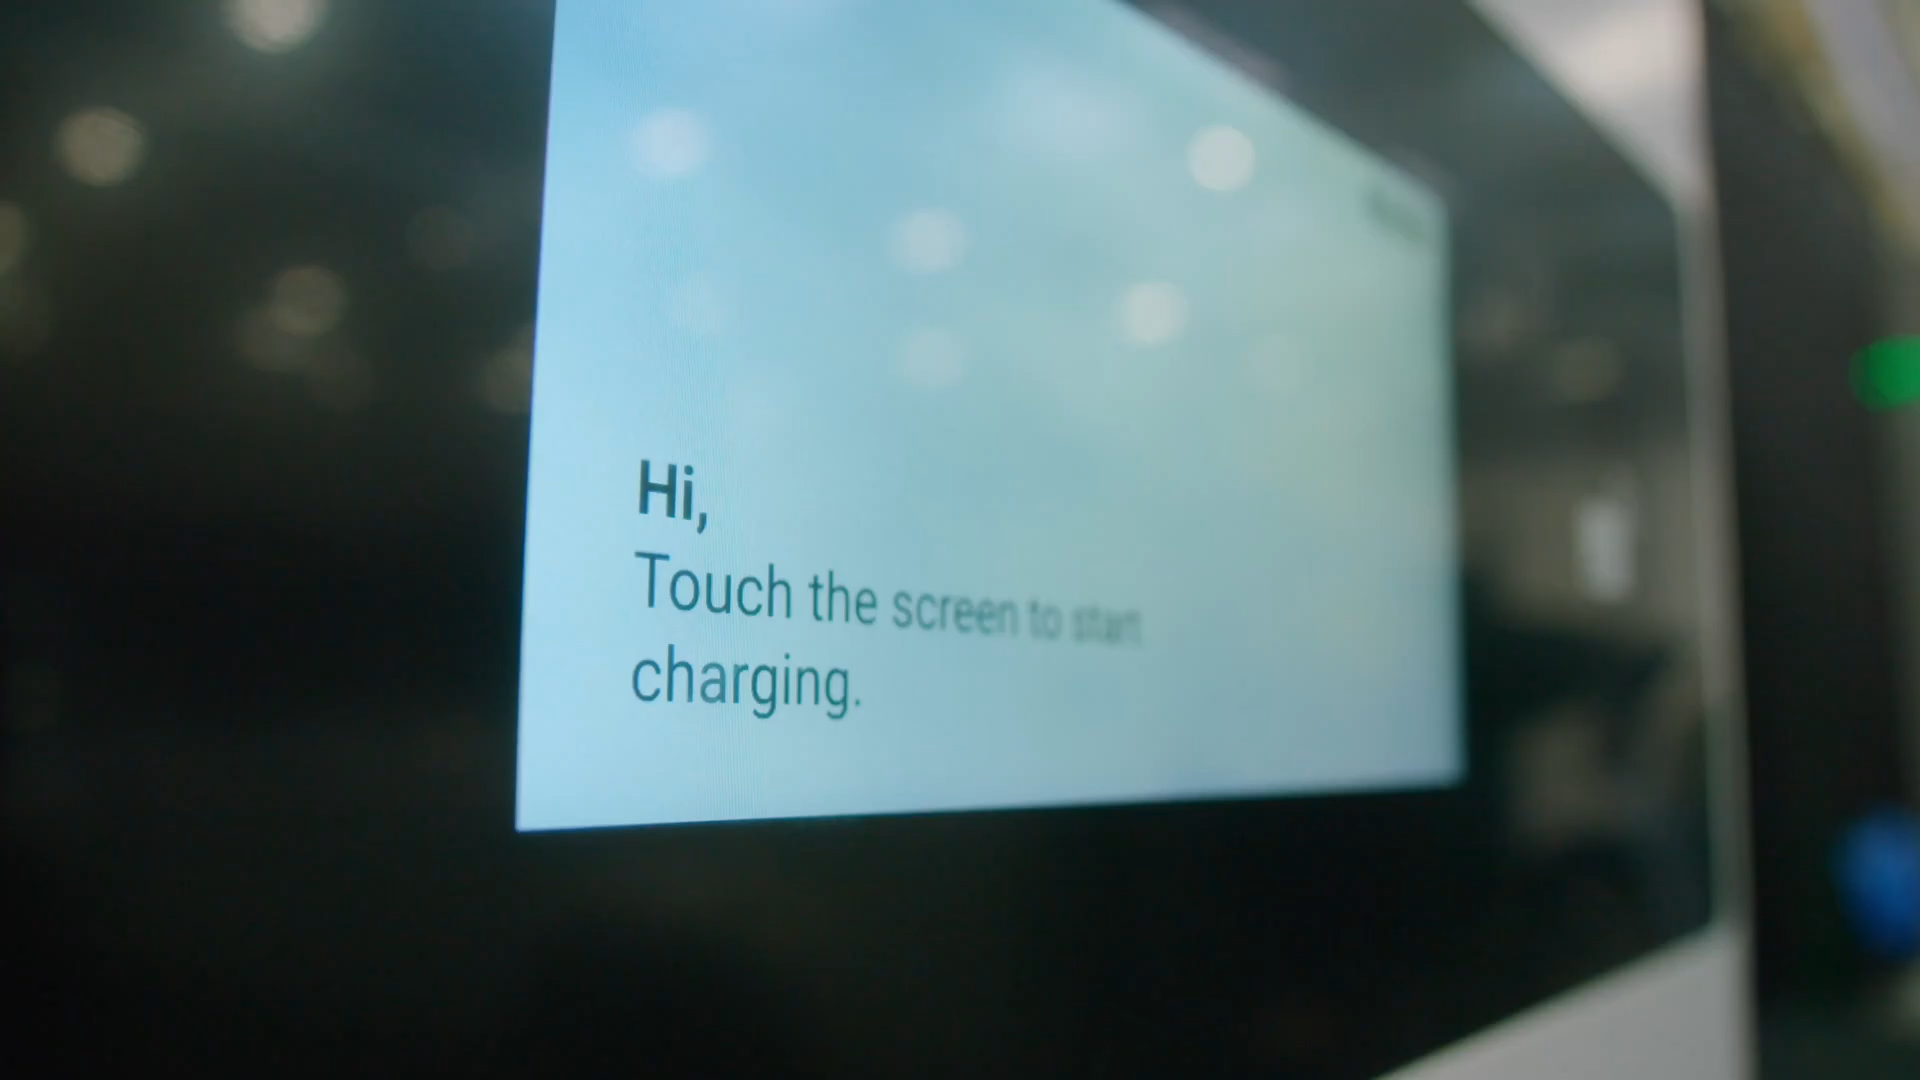 Hi,
Touch the screen to start
charging.